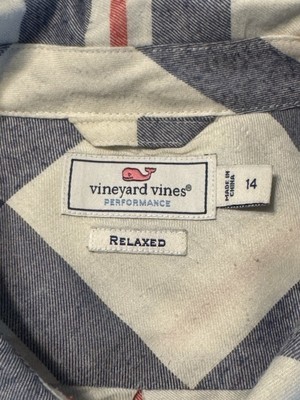 vineyard vines®
PERFORMANCE
RELAXED
MADE IN
CHINA
14